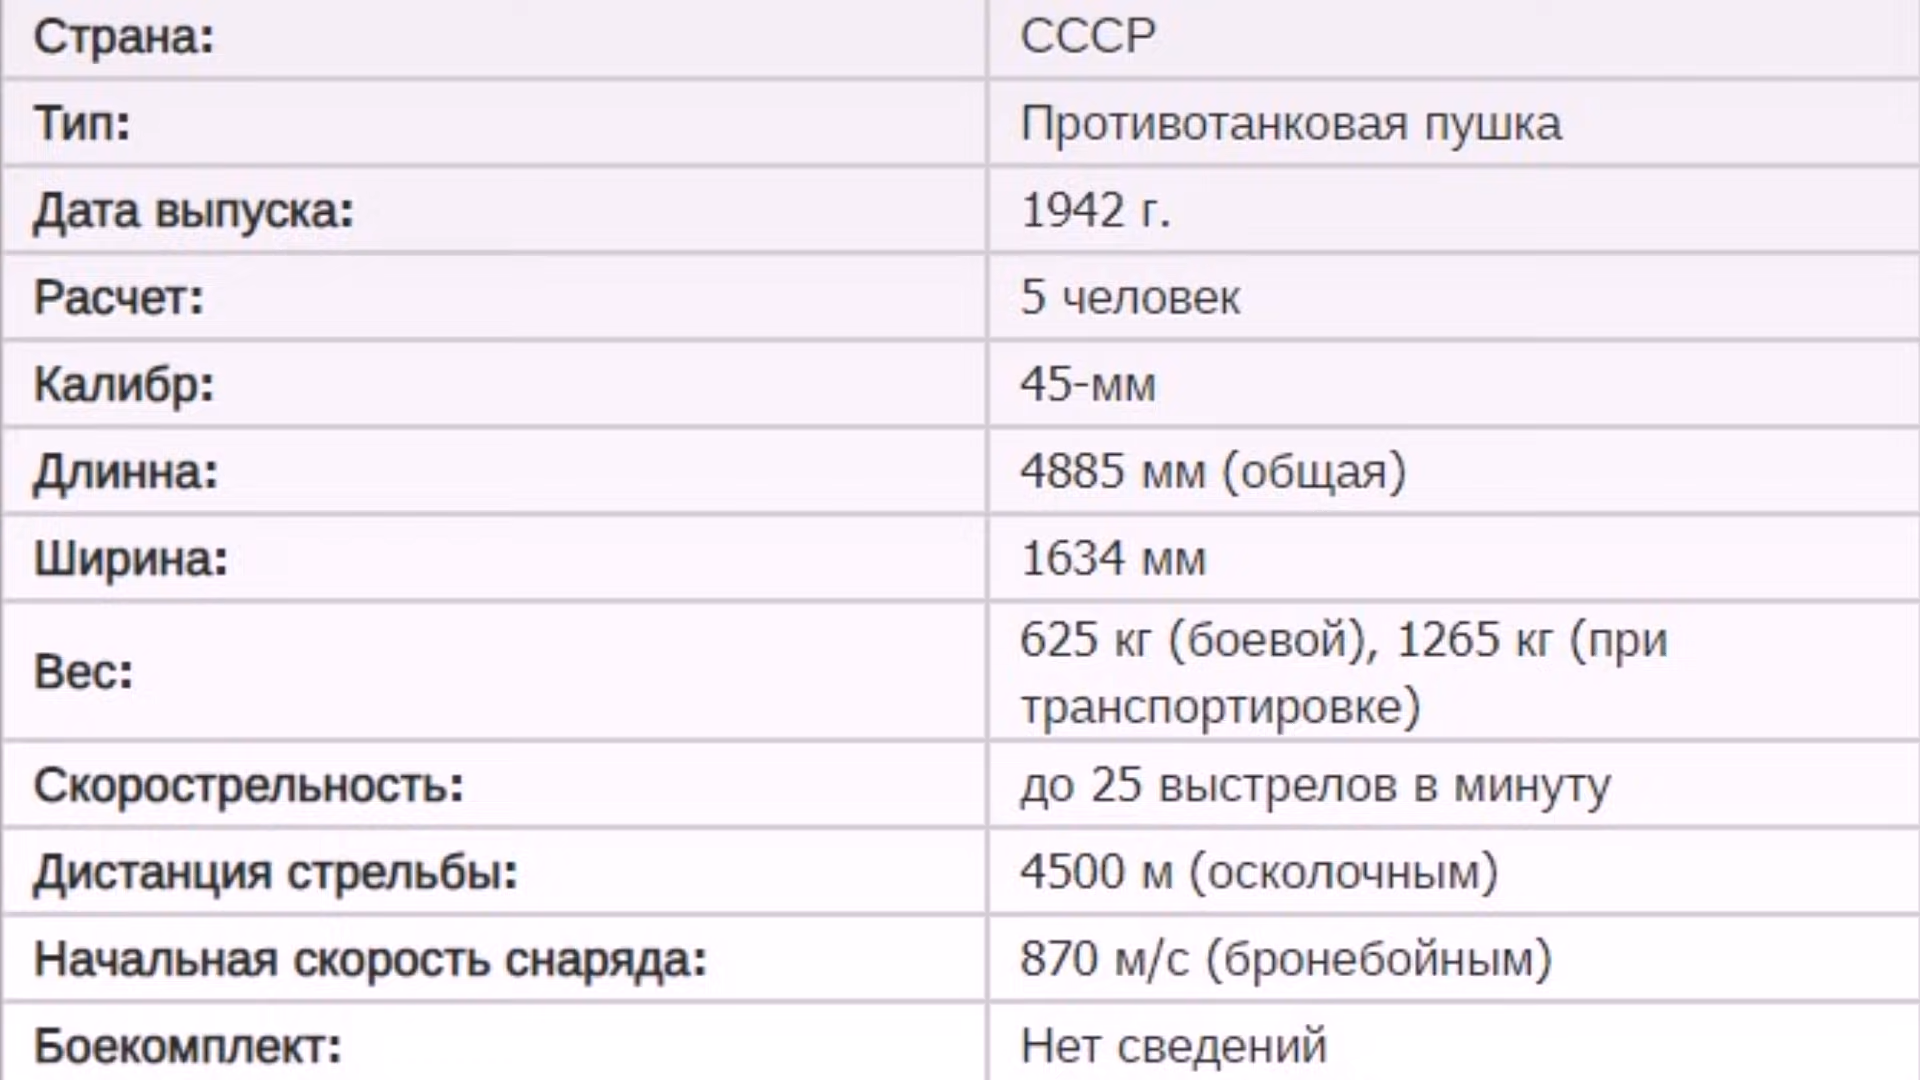 Страна: СССР
Тип: Противотанковая пушка
Дата выпуска: 1942 г.
Расчет: 5 человек
Калибр: 45-мм
Длинна: 4885 мм (общая)
Ширина: 1634 мм
Вес: 625 кг (боевой), 1265 кг (при
транспортировке)
Скорострельность: до 25 выстрелов в минуту
Дистанция стрельбы: 4500 м (осколочным)
Начальная скорость снаряда: 870 м/с (бронебойным)
Боекомплект: Нет сведений